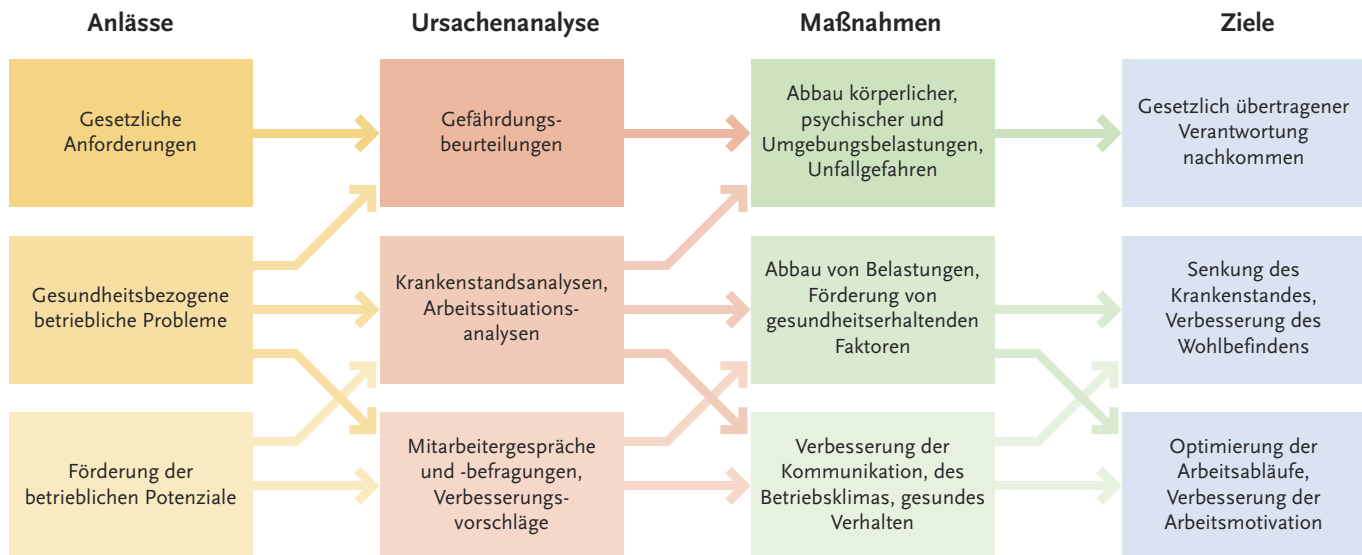 Anlässe
Ursachenanalyse
Maßnahmen
Ziele
Gesetzliche
Anforderungen
Gefährdungs-
beurteilungen
Abbau körperlicher,
psychischer und
Umgebungsbelastungen,
Unfallgefahren
Gesetzlich übertragener
Verantwortung
nachkommen
Gesundheitsbezogene
betriebliche Probleme
Krankenstandsanalysen,
Arbeitssituations-
analysen
Abbau von Belastungen,
Förderung von
gesundheitserhaltenden
Faktoren
Senkung des
Krankenstandes,
Verbesserung des
Wohlbefindens
Förderung der
betrieblichen Potenziale
Mitarbeitergespräche
und -befragungen,
Verbesserungs-
vorschläge
Verbesserung der
Kommunikation, des
Betriebsklimas, gesundes
Verhalten
Optimierung der
Arbeitsabläufe,
Verbesserung der
Arbeitsmotivation